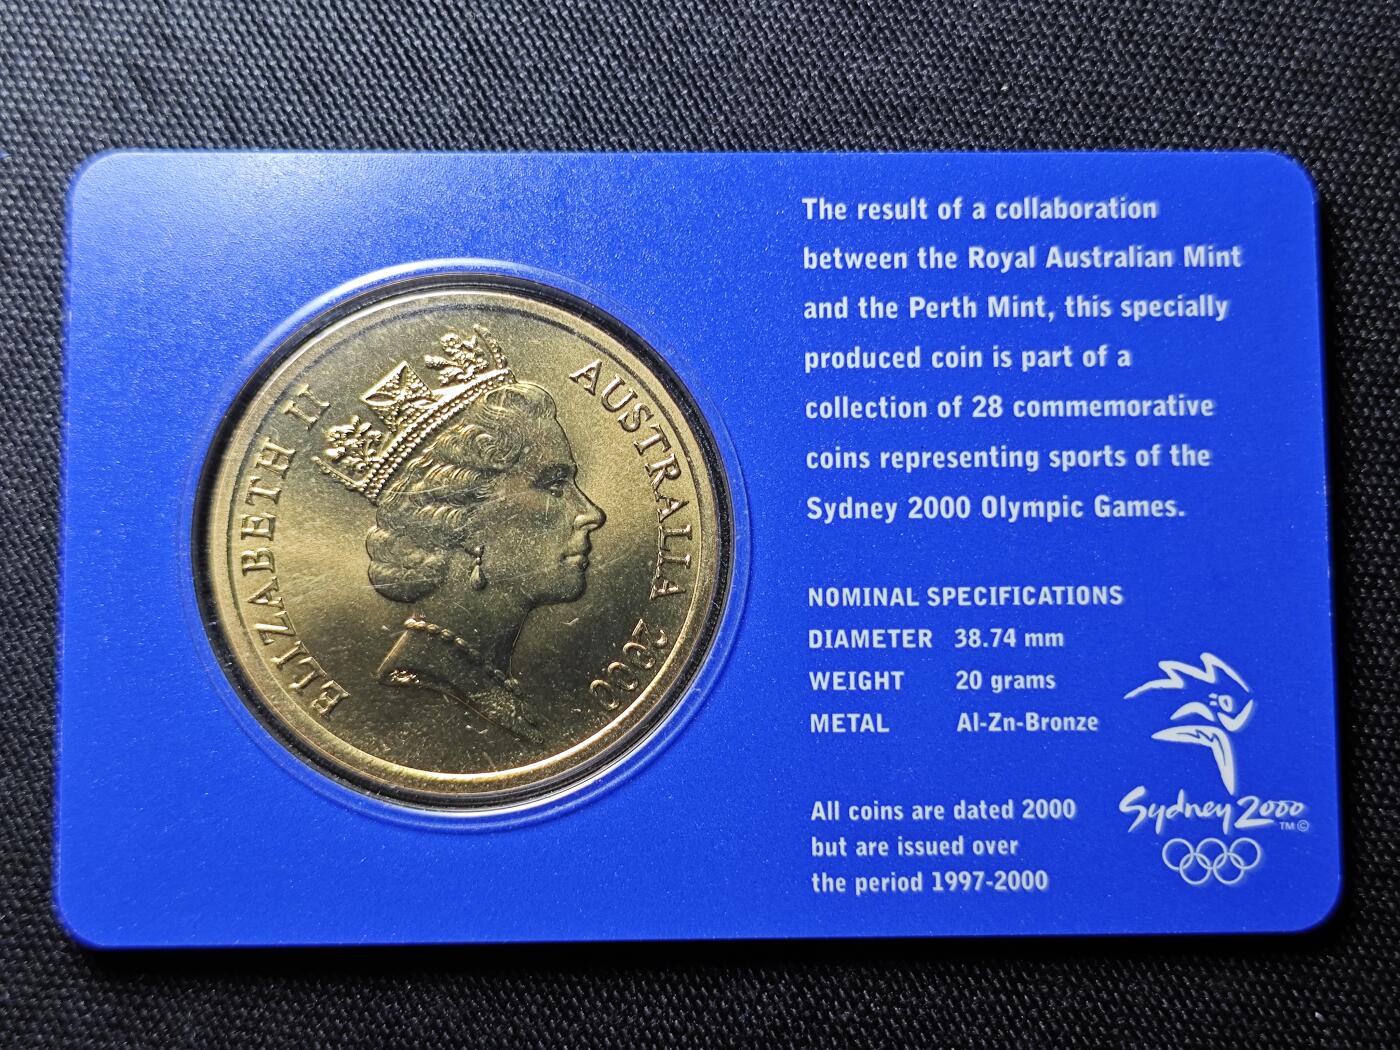 ELIZABETH II
AUSTRALIA 2000
The result of a collaboration
between the Royal Australian Mint
and the Perth Mint, this specially
produced coin is part of a
collection of 28 commemorative
coins representing sports of the
Sydney 2000 Olympic Games.
NOMINAL SPECIFICATIONS
DIAMETER 38.74 mm
WEIGHT 20 grams
METAL Al-Zn-Bronze
All coins are dated 2000
but are issued over
the period 1997-2000
Sydney 2000
TM ©